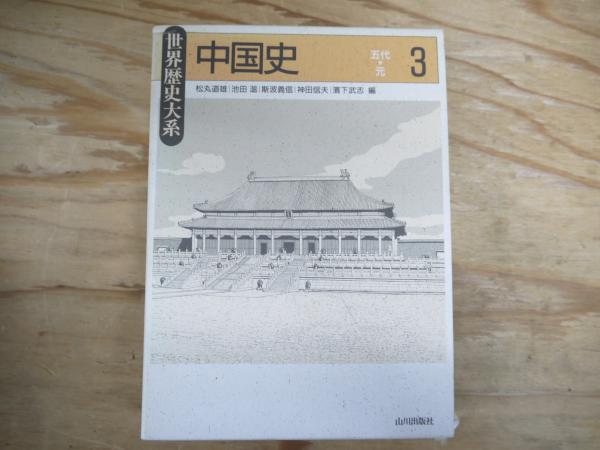 世界歴史大系
中国史
五代
元
3
松丸道雄|池田 温|斯波義信|神田信夫|濱下武志 編
山川出版社